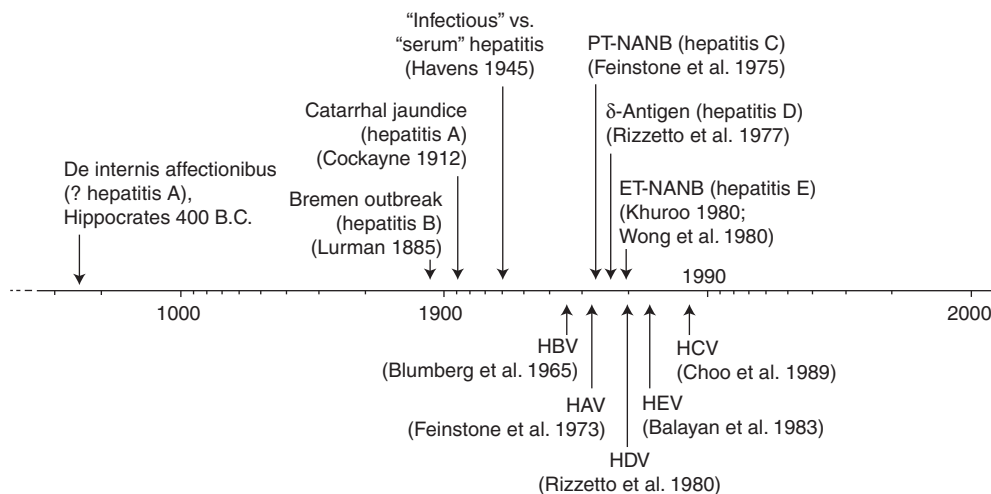 “Infectious” vs.
“serum” hepatitis
(Havens 1945)
PT-NANB (hepatitis C)
(Feinstone et al. 1975)
Catarrhal jaundice
(hepatitis A)
(Cockayne 1912)
δ-Antigen (hepatitis D)
(Rizzetto et al. 1977)
De internis affectionibus
(? hepatitis A),
Hippocrates 400 B.C.
Bremen outbreak
(hepatitis B)
(Lurman 1885)
ET-NANB (hepatitis E)
(Khuroo 1980;
Wong et al. 1980)
1990
1000
1900
2000
HBV
(Blumberg et al. 1965)
HCV
(Choo et al. 1989)
HAV
(Feinstone et al. 1973)
HEV
(Balayan et al. 1983)
HDV
(Rizzetto et al. 1980)